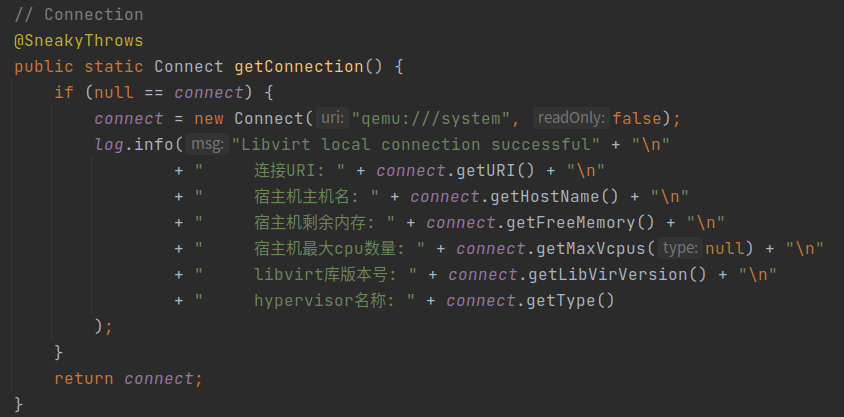 // Connection
@SneakyThrows
public static Connect getConnection() {
if (null == connect) {
connect = new Connect( uri: "qemu:///system", readOnly: false);
log.info( msg: "Libvirt local connection successful" + "\n"
+ "     连接URI: " + connect.getURI() + "\n"
+ "     宿主机主机名: " + connect.getHostName() + "\n"
+ "     宿主机剩余内存: " + connect.getFreeMemory() + "\n"
+ "     宿主机最大cpu数量: " + connect.getMaxVcpus( type: null) + "\n"
+ "     libvirt库版本号: " + connect.getLibVirVersion() + "\n"
+ "     hypervisor名称: " + connect.getType()
);
}
return connect;
}